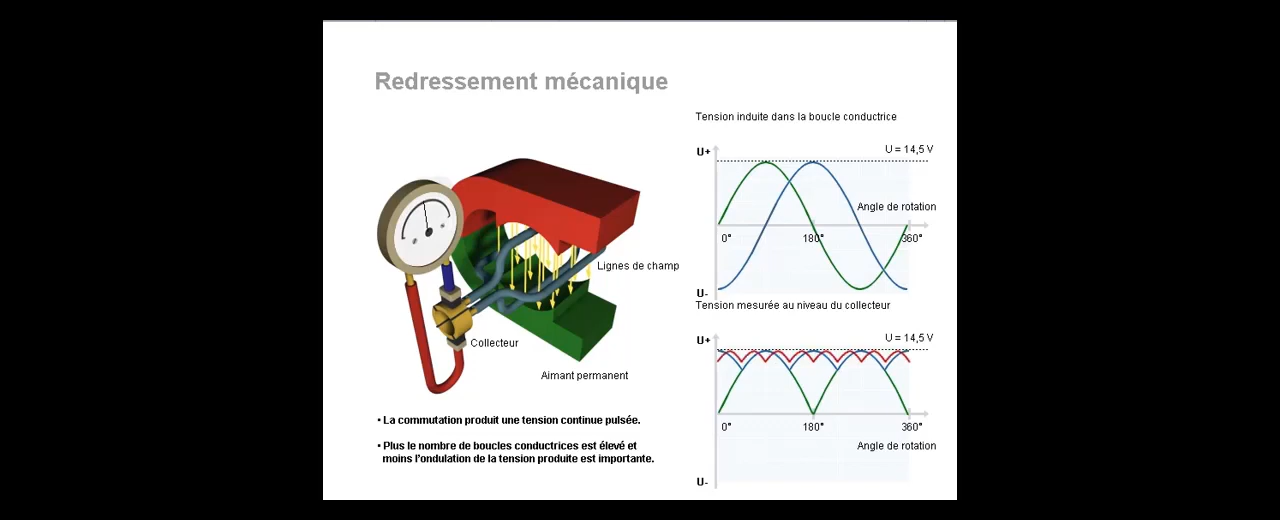 Redressement mécanique
Tension induite dans la boucle conductrice
U+
U = 14,5 V
Angle de rotation
0°
180°
360°
U-
Lignes de champ
Collecteur
Aimant permanent
Tension mesurée au niveau du collecteur
U+
U = 14,5 V
0°
180°
360°
Angle de rotation
U-
• La commutation produit une tension continue pulsée.
• Plus le nombre de boucles conductrices est élevé et
moins l'ondulation de la tension produite est importante.